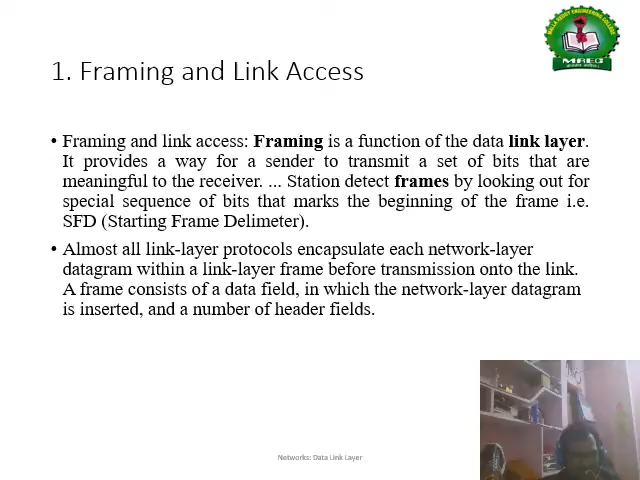 MALLA REDDY ENGINEERING COLLEGE
MREC
1. Framing and Link Access
• Framing and link access: Framing is a function of the data link layer.
It provides a way for a sender to transmit a set of bits that are
meaningful to the receiver. ... Station detect frames by looking out for
special sequence of bits that marks the beginning of the frame i.e.
SFD (Starting Frame Delimeter).
• Almost all link-layer protocols encapsulate each network-layer
datagram within a link-layer frame before transmission onto the link.
A frame consists of a data field, in which the network-layer datagram
is inserted, and a number of header fields.
Networks: Data Link Layer